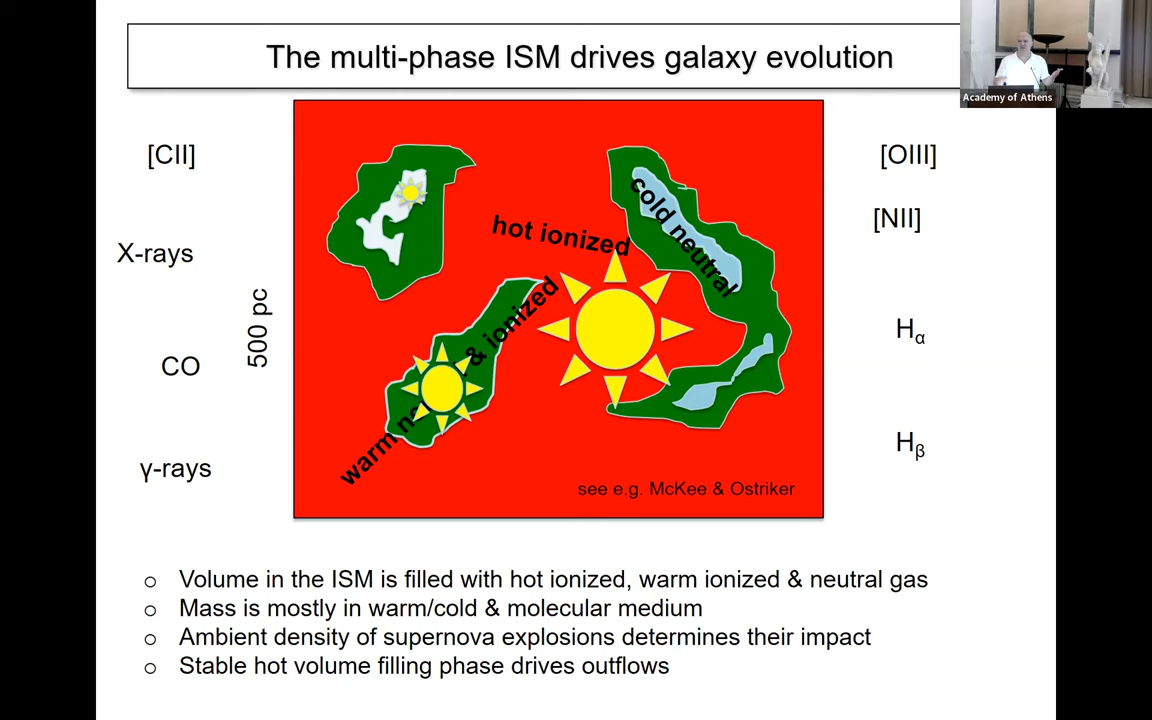 The multi-phase ISM drives galaxy evolution
Academy of Athens
[CII]
X-rays
CO
γ-rays
500 pc
hot ionized
cold neutral
warm & ionized
see e.g. McKee & Ostriker
[OIII]
[NII]
Hα
Hβ
o Volume in the ISM is filled with hot ionized, warm ionized & neutral gas
o Mass is mostly in warm/cold & molecular medium
o Ambient density of supernova explosions determines their impact
o Stable hot volume filling phase drives outflows